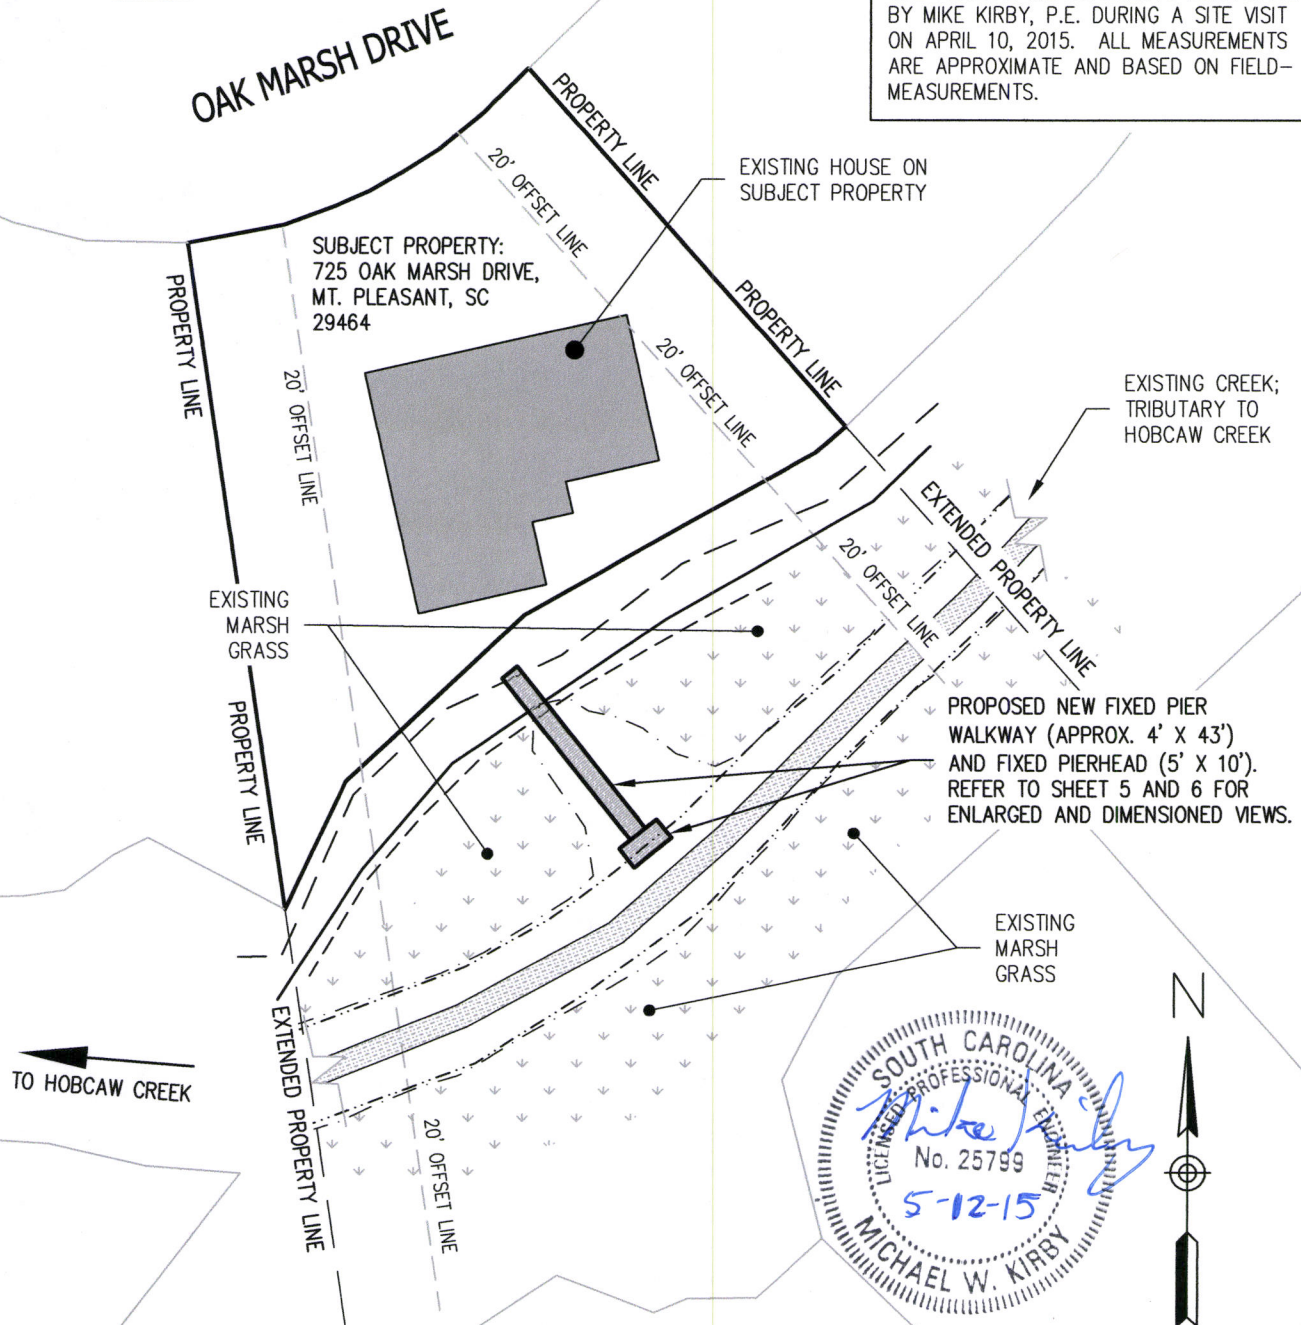 BY MIKE KIRBY, P.E. DURING A SITE VISIT
ON APRIL 10, 2015.  ALL MEASUREMENTS
ARE APPROXIMATE AND BASED ON FIELD-
MEASUREMENTS.
OAK MARSH DRIVE
PROPERTY LINE
20' OFFSET LINE
EXISTING HOUSE ON
SUBJECT PROPERTY
SUBJECT PROPERTY:
725 OAK MARSH DRIVE,
MT. PLEASANT, SC
29464
PROPERTY LINE
PROPERTY LINE
20' OFFSET LINE
20' OFFSET LINE
EXISTING CREEK;
TRIBUTARY TO
HOBCAW CREEK
EXTENDED PROPERTY LINE
20' OFFSET LINE
EXISTING
MARSH
GRASS
PROPERTY LINE
PROPOSED NEW FIXED PIER
WALKWAY (APPROX. 4' X 43')
AND FIXED PIERHEAD (5' X 10').
REFER TO SHEET 5 AND 6 FOR
ENLARGED AND DIMENSIONED VIEWS.
EXISTING
MARSH
GRASS
N
EXTENDED PROPERTY LINE
TO HOBCAW CREEK
20' OFFSET LINE
SOUTH CAROLINA
LICENSED PROFESSIONAL ENGINEER
Mike Kirby
No. 25799
5-12-15
MICHAEL W. KIRBY